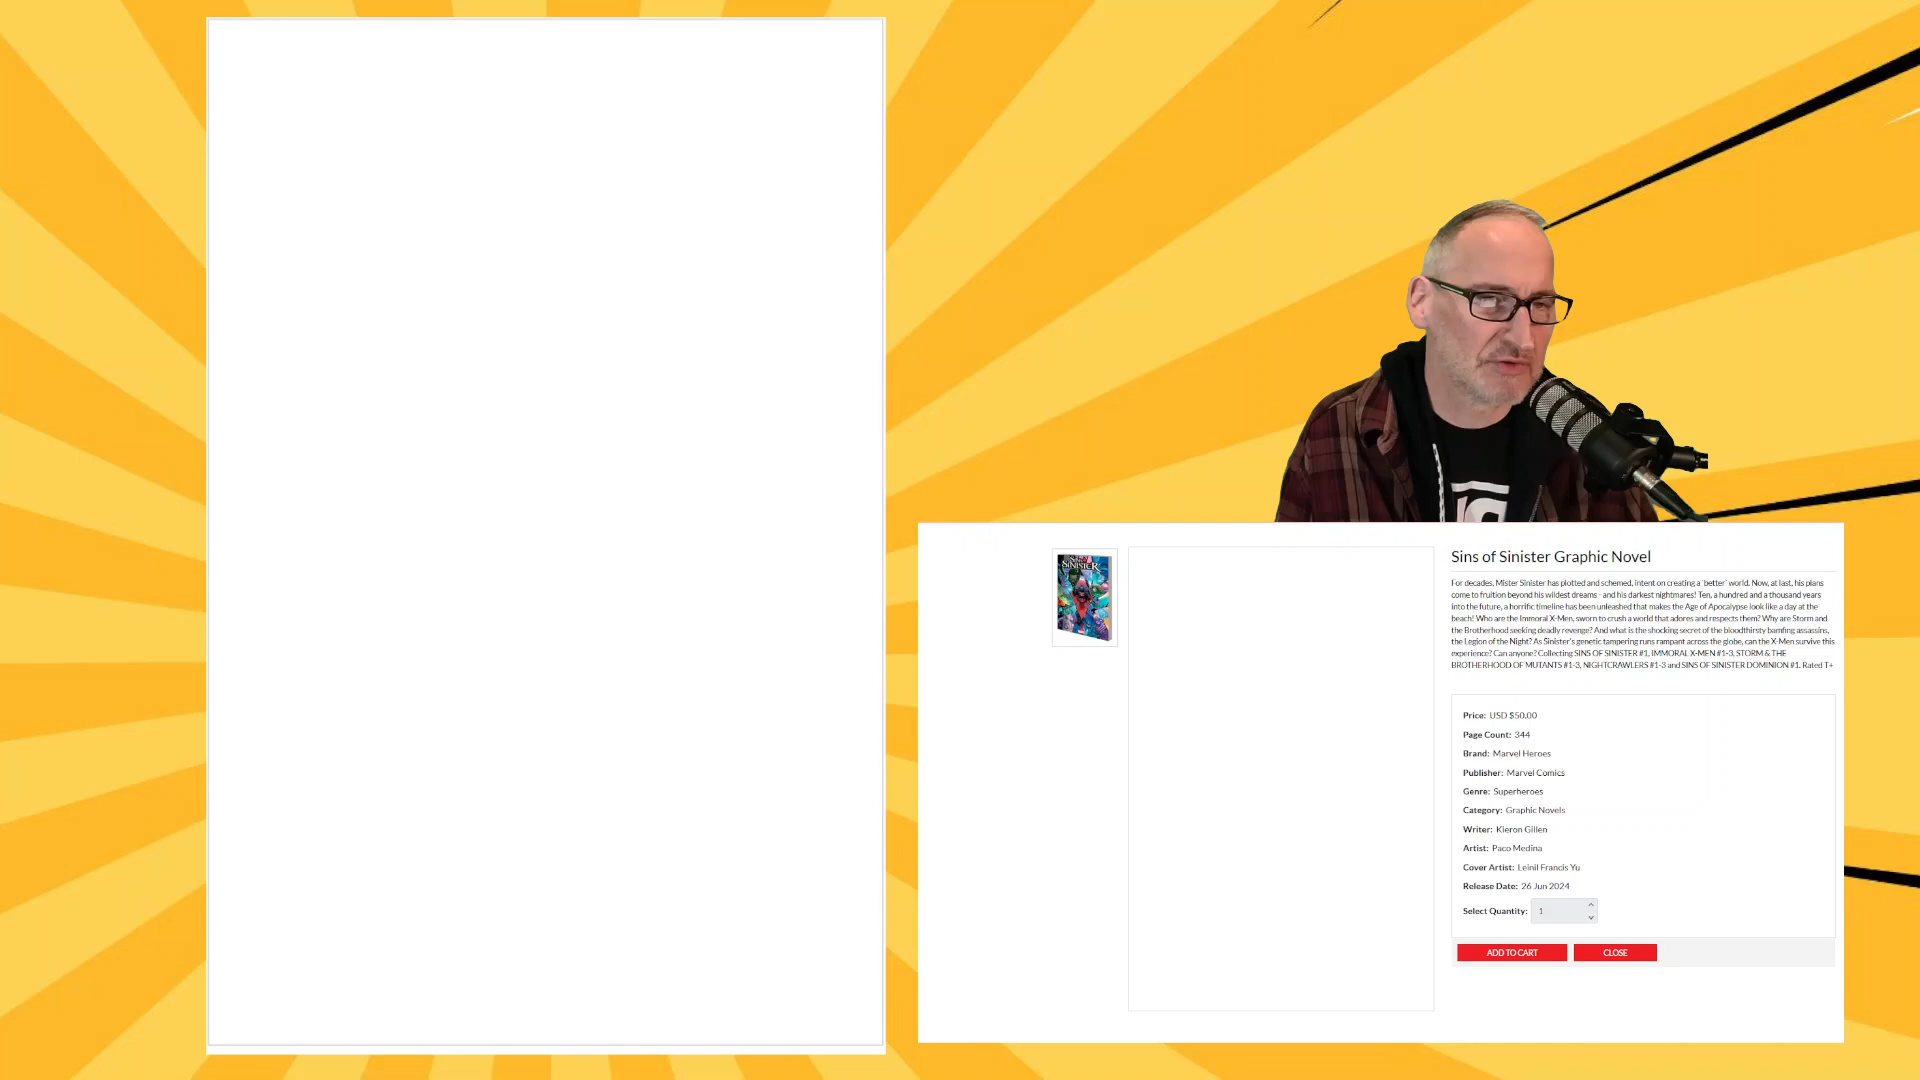 SINISTER
Sins of Sinister Graphic Novel
For decades, Mister Sinister has plotted and schemed, intent on creating a 'better' world. Now, at last, his plans
come to fruition beyond his wildest dreams - and his darkest nightmares! Ten, a hundred and a thousand years
into the future, a horrific timeline has been unleashed that makes the Age of Apocalypse look like a day at the
beach! Who are the Immoral X-Men, sworn to crush a world that adores and respects them? Why are Storm and
the Brotherhood seeking deadly revenge? And what is the shocking secret of the bloodthirsty bamfing assassins,
the Legion of the Night? As Sinister's genetic tampering runs rampant across the globe, can the X-Men survive this
experience? Can anyone? Collecting SINS OF SINISTER #1, IMMORAL X-MEN #1-3, STORM & THE
BROTHERHOOD OF MUTANTS #1-3, NIGHTCRAWLERS #1-3 and SINS OF SINISTER DOMINION #1. Rated T+
Price: USD $50.00
Page Count: 344
Brand: Marvel Heroes
Publisher: Marvel Comics
Genre: Superheroes
Category: Graphic Novels
Writer: Kieron Gillen
Artist: Paco Medina
Cover Artist: Leinil Francis Yu
Release Date: 26 Jun 2024
Select Quantity: 1
ADD TO CART CLOSE